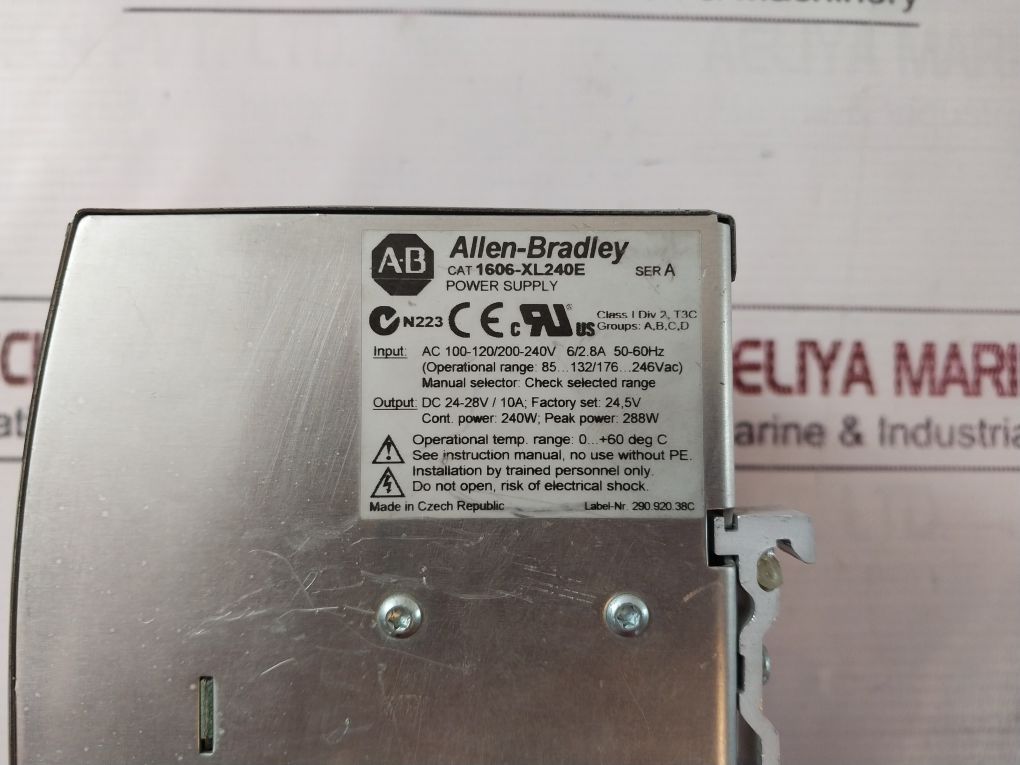 Machinery
A-B
Allen-Bradley
CAT 1606-XL240E SER A
POWER SUPPLY
N223 CE c RU US Class I Div 2, T3C
Groups: A,B,C,D
Input: AC 100-120/200-240V 6/2.8A 50-60Hz
(Operational range: 85...132/176...246Vac)
Manual selector: Check selected range
Output: DC 24-28V / 10A; Factory set: 24,5V
Cont. power: 240W; Peak power: 288W
Operational temp. range: 0...+60 deg C
See instruction manual, no use without PE.
Installation by trained personnel only.
Do not open, risk of electrical shock.
Made in Czech Republic Label-Nr. 290.920.38C
ELIYA MARI
arine & Industria